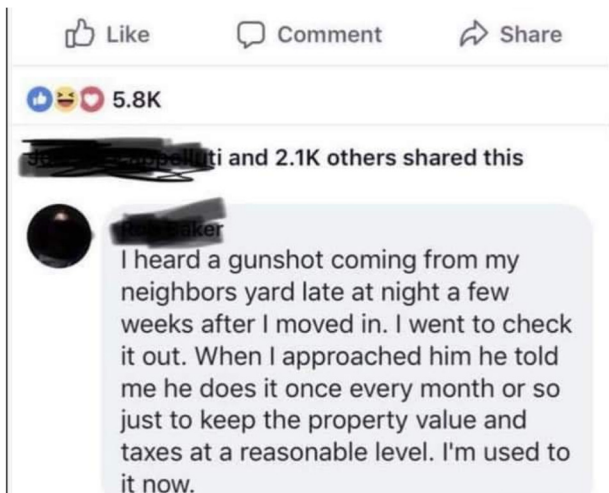 Like Comment Share
5.8K
and 2.1K others shared this
I heard a gunshot coming from my
neighbors yard late at night a few
weeks after I moved in. I went to check
it out. When I approached him he told
me he does it once every month or so
just to keep the property value and
taxes at a reasonable level. I'm used to
it now.